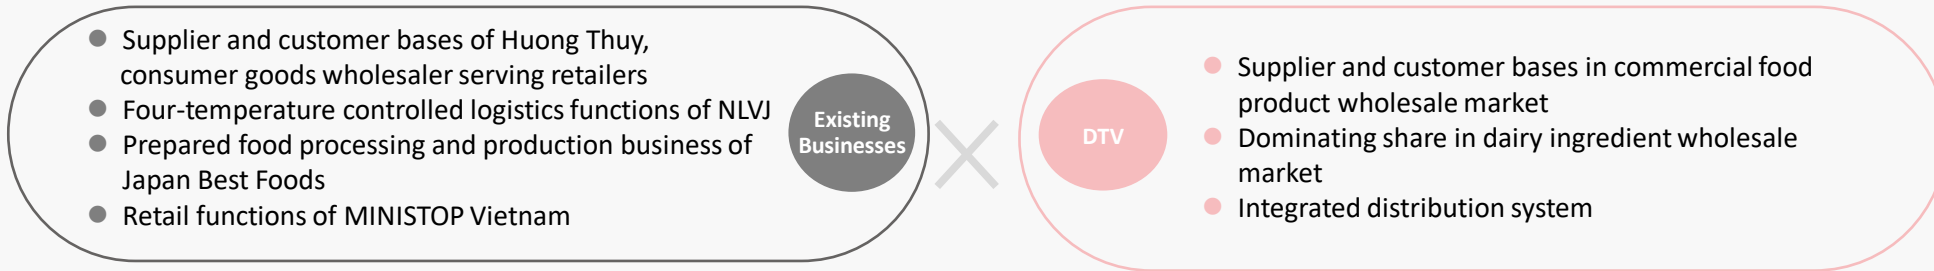 ● Supplier and customer bases of Huong Thuy,
consumer goods wholesaler serving retailers
● Four-temperature controlled logistics functions of NLVJ
● Prepared food processing and production business of
Japan Best Foods
● Retail functions of MINISTOP Vietnam
Existing
Businesses
DTV
● Supplier and customer bases in commercial food
product wholesale market
● Dominating share in dairy ingredient wholesale
market
● Integrated distribution system